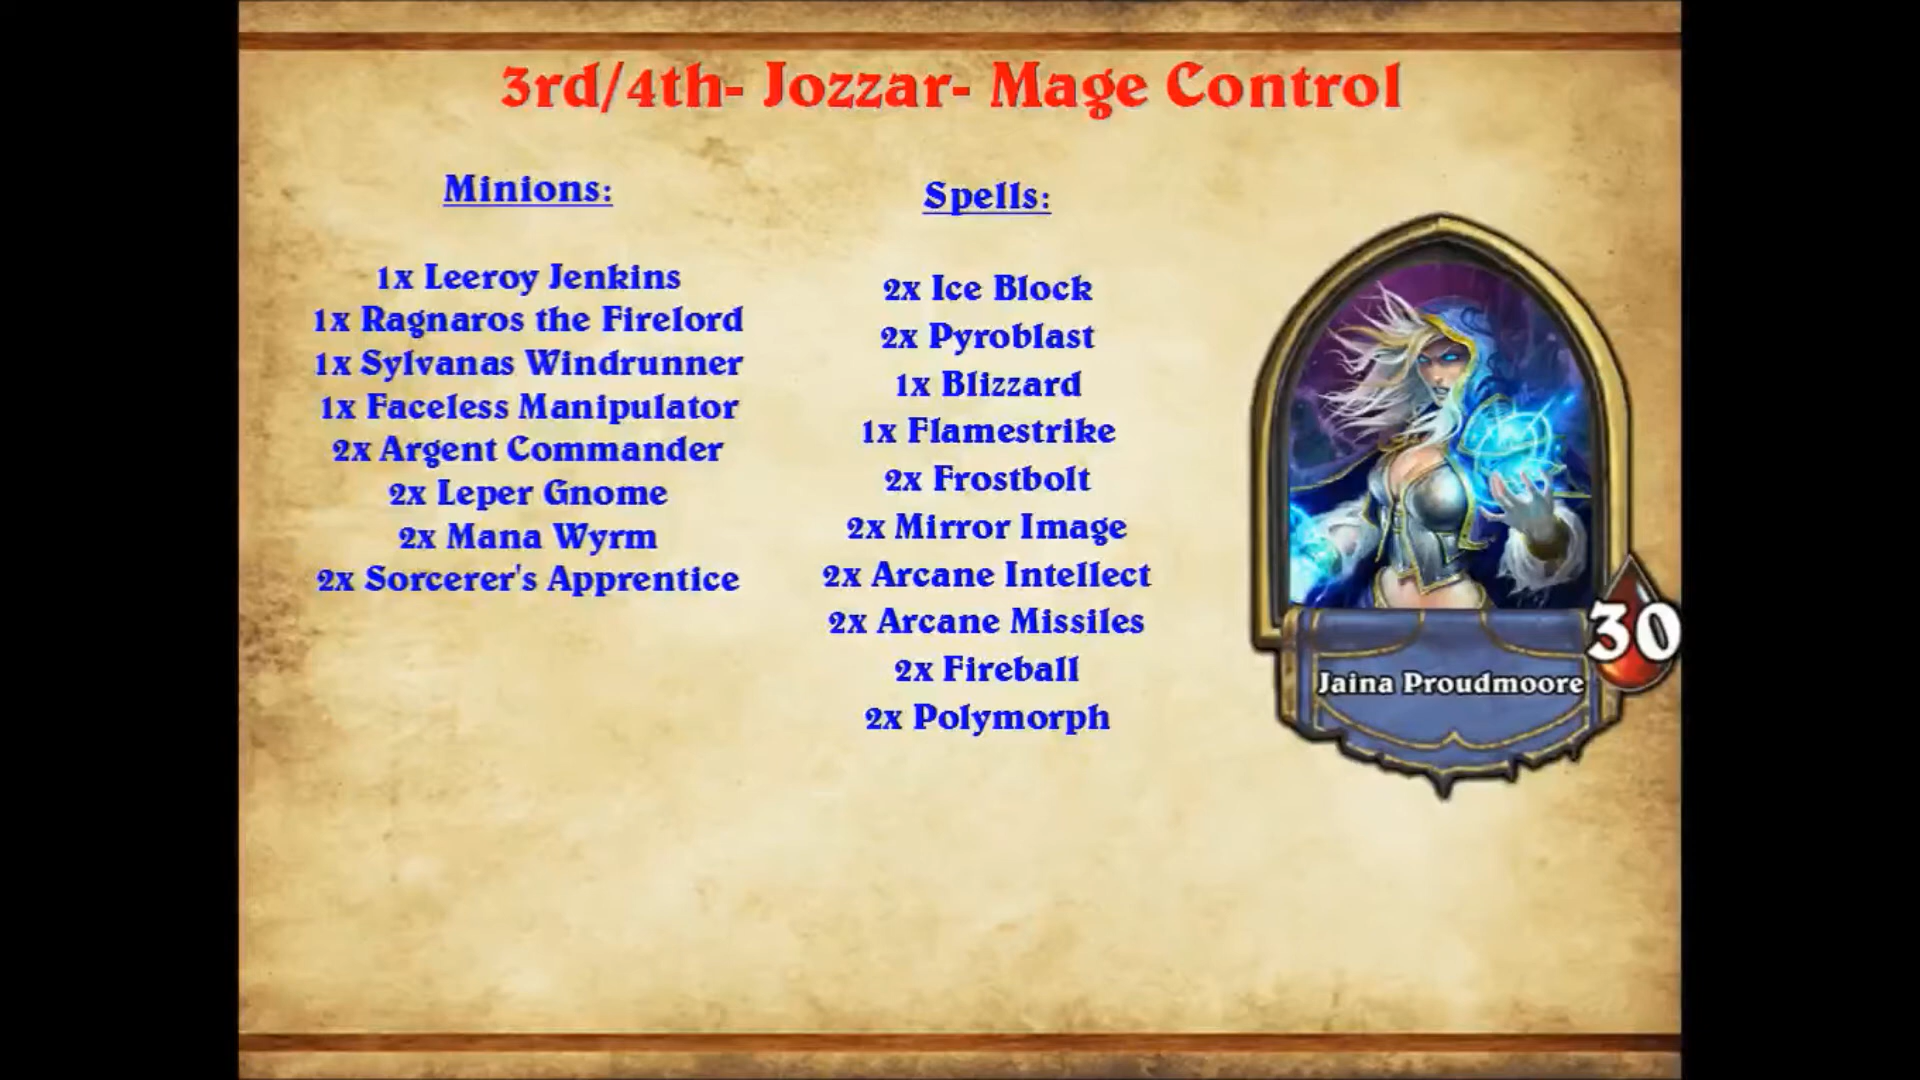 3rd/4th- Jozzar- Mage Control
Minions:
1x Leeroy Jenkins
1x Ragnaros the Firelord
1x Sylvanas Windrunner
1x Faceless Manipulator
2x Argent Commander
2x Leper Gnome
2x Mana Wyrm
2x Sorcerer's Apprentice
Spells:
2x Ice Block
2x Pyroblast
1x Blizzard
1x Flamestrike
2x Frostbolt
2x Mirror Image
2x Arcane Intellect
2x Arcane Missiles
2x Fireball
2x Polymorph
30
Jaina Proudmoore